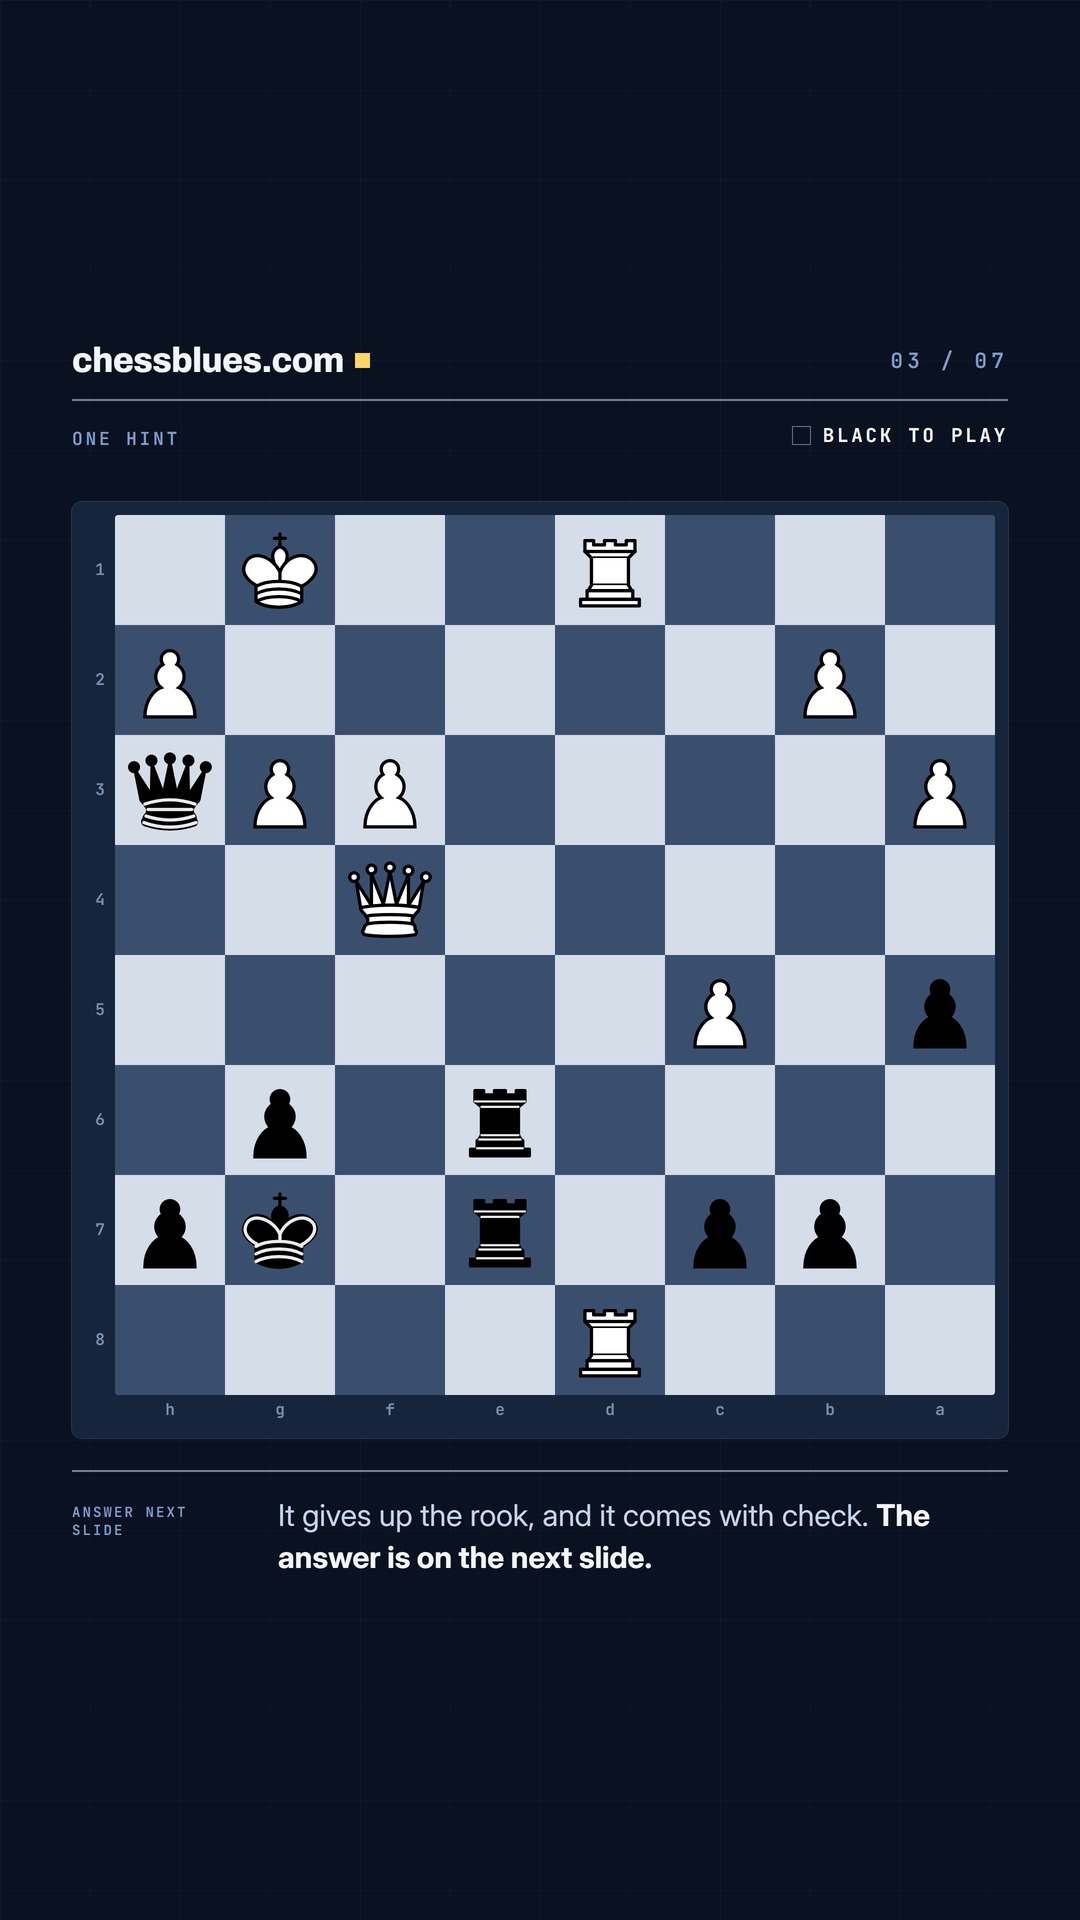 chessblues.com
03 / 07
ONE HINT
BLACK TO PLAY
1
2
3
4
5
6
7
8
h g f e d c b a
ANSWER NEXT
SLIDE
It gives up the rook, and it comes with check. The
answer is on the next slide.